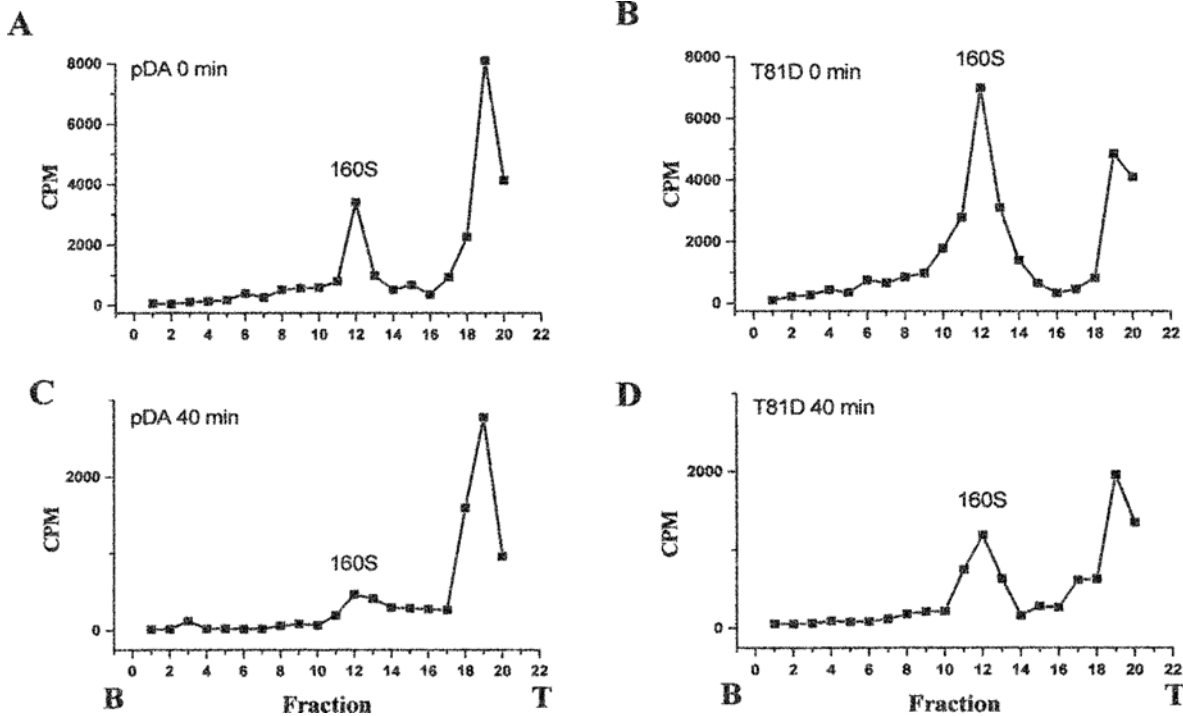 A
pDA 0 min
8000
6000
4000
2000
0
CPM
160S
0 2 4 6 8 10 12 14 16 18 20 22
B
T81D 0 min
8000
6000
4000
2000
0
CPM
160S
0 2 4 6 8 10 12 14 16 18 20 22
C
pDA 40 min
2000
0
CPM
160S
0 2 4 6 8 10 12 14 16 18 20 22
B Fraction T
D
T81D 40 min
2000
0
CPM
160S
0 2 4 6 8 10 12 14 16 18 20 22
B Fraction T